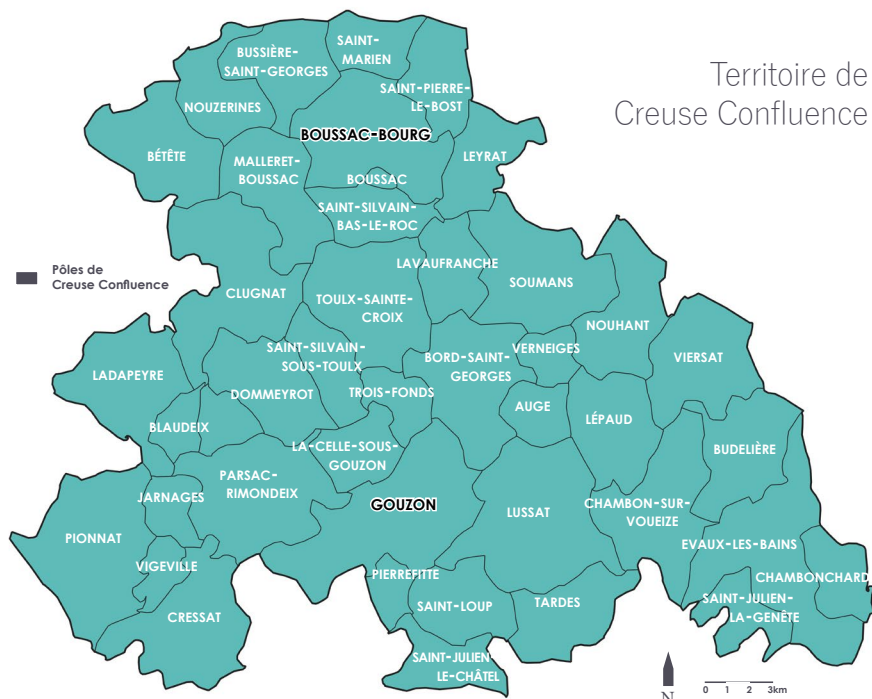 Territoire de
Creuse Confluence
SAINT-
MARIEN
BUSSIÈRE-
SAINT-GEORGES
SAINT-PIERRE-
LE-BOST
NOUZERINES
BOUSSAC-BOURG
BÉTÊTE
MALLERET-
BOUSSAC
LEYRAT
BOUSSAC
SAINT-SILVAIN-
BAS-LE-ROC
Pôles de
Creuse Confluence
LAVAUFRANCHE
SOUMANS
CLUGNAT
TOULX-SAINTE-
CROIX
NOUHANT
SAINT-SILVAIN-
SOUS-TOULX
BORD-SAINT-
GEORGES
VERNEIGES
VIERSAT
LADAPEYRE
DOMMEYROT
TROIS-FONDS
AUGE
LÉPAUD
BLAUDEIX
LA-CELLE-SOUS-
GOUZON
BUDELIÈRE
PARSAC-
RIMONDEIX
JARNAGES
GOUZON
LUSSAT
CHAMBON-SUR-
VOUEIZE
PIONNAT
EVAUX-LES-BAINS
VIGEVILLE
PIERREFITTE
CHAMBONCHARD
SAINT-LOUP
TARDES
SAINT-JULIEN-
LA-GENÊTE
CRESSAT
SAINT-JULIEN
LE-CHÂTEL
N
0 1 2 3km